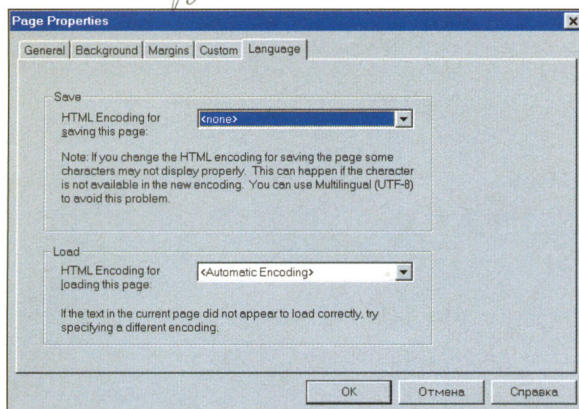 Page Properties
General Background Margins Custom Language
Save
HTML Encoding for
saving this page:
<none>
Note: If you change the HTML encoding for saving the page some
characters may not display properly. This can happen if the character
is not available in the new encoding. You can use Multilingual (UTF-8)
to avoid this problem.
Load
HTML Encoding for
loading this page:
<Automatic Encoding>
If the text in the current page did not appear to load correctly, try
specifying a different encoding.
OK Отмена Справка